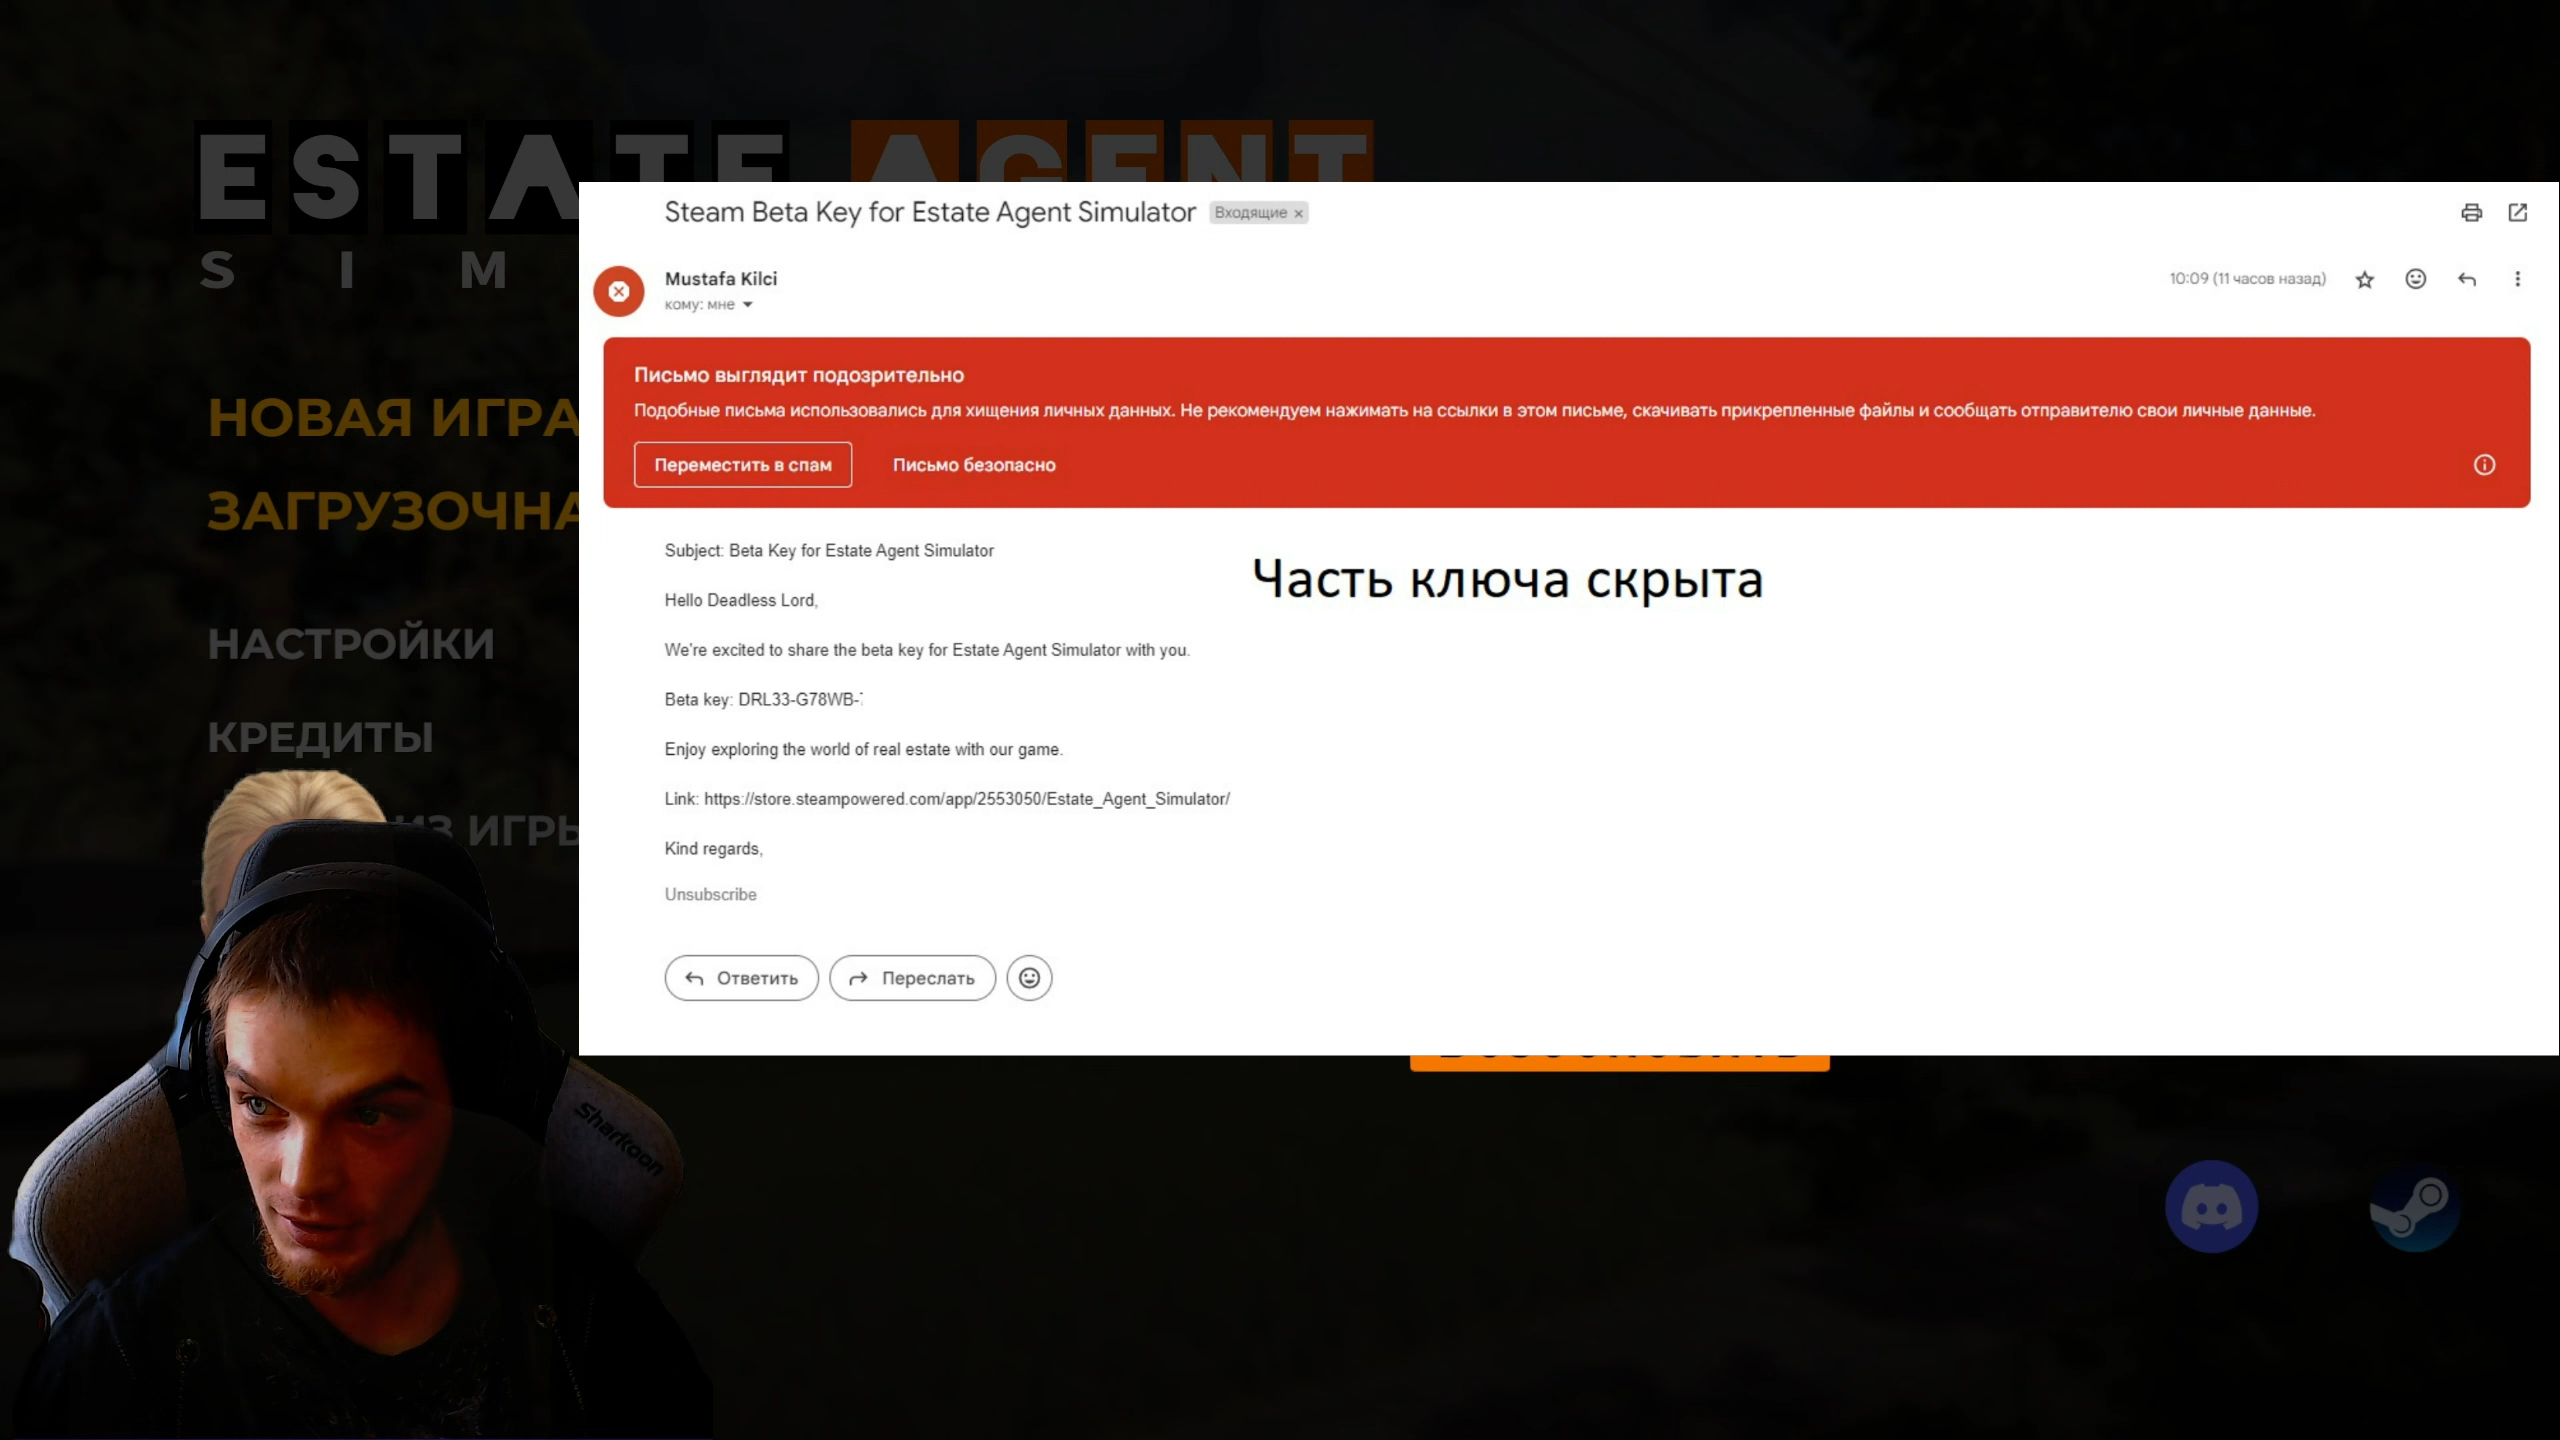 ESTATE AGENT
S I M
НОВАЯ ИГРА
ЗАГРУЗОЧНА
НАСТРОЙКИ
КРЕДИТЫ
ИЗ ИГРЫ
Steam Beta Key for Estate Agent Simulator Входящие ×
Mustafa Kilci
10:09 (11 часов назад)
кому: мне
Письмо выглядит подозрительно
Подобные письма использовались для хищения личных данных. Не рекомендуем нажимать на ссылки в этом письме, скачивать прикрепленные файлы и сообщать отправителю свои личные данные.
Переместить в спам Письмо безопасно
Subject: Beta Key for Estate Agent Simulator
Часть ключа скрыта
Hello Deadless Lord,
We're excited to share the beta key for Estate Agent Simulator with you.
Beta key: DRL33-G78WB-
Enjoy exploring the world of real estate with our game.
Link: https://store.steampowered.com/app/2553050/Estate_Agent_Simulator/
Kind regards,
Unsubscribe
Ответить Переслать
Sharkoon